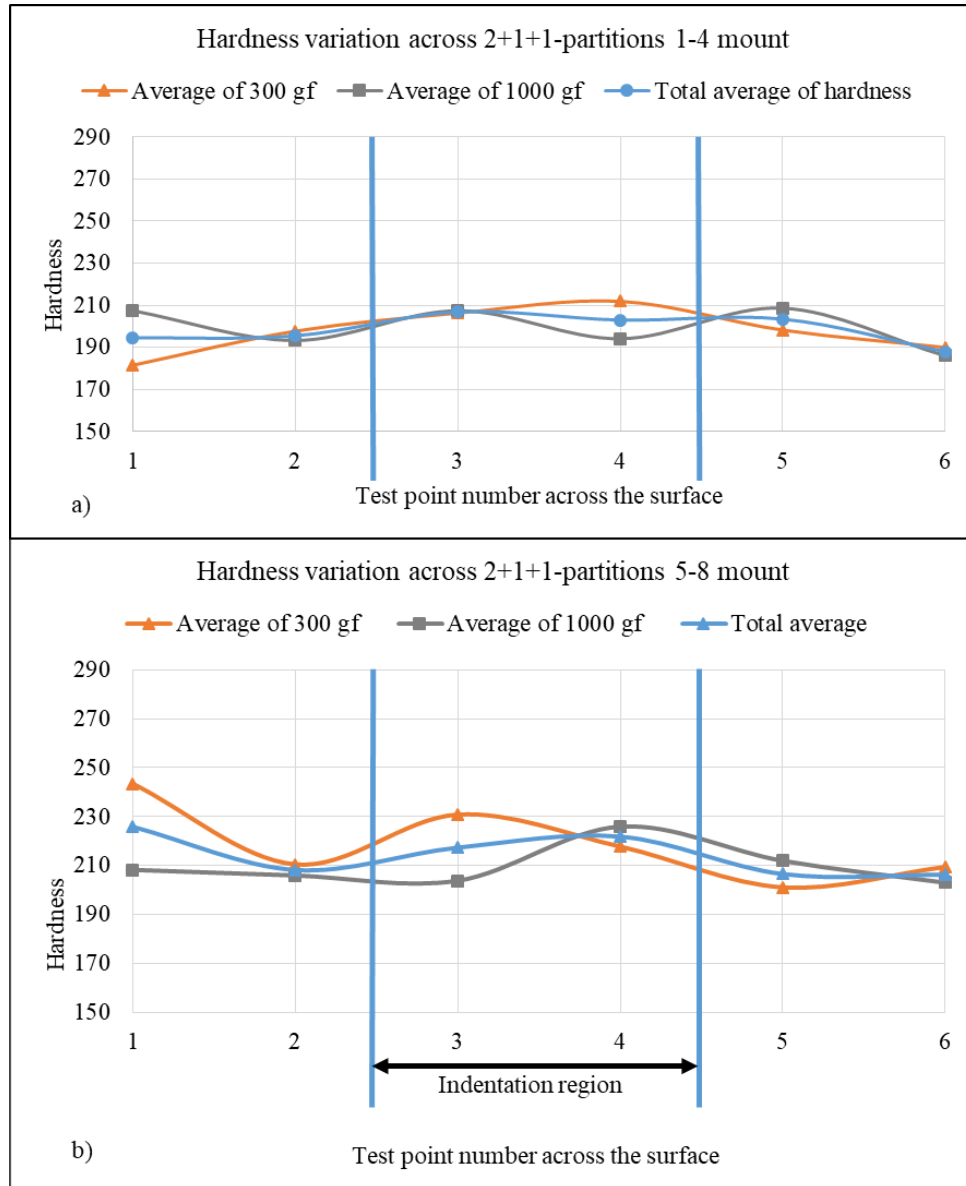 Hardness variation across 2+1+1-partitions 1-4 mount
Average of 300 gf Average of 1000 gf Total average of hardness
290
270
250
230
210
190
170
150
Hardness
1 2 3 4 5 6
Test point number across the surface
a)
Hardness variation across 2+1+1-partitions 5-8 mount
Average of 300 gf Average of 1000 gf Total average
290
270
250
230
210
190
170
150
Hardness
1 2 3 4 5 6
Indentation region
b)
Test point number across the surface